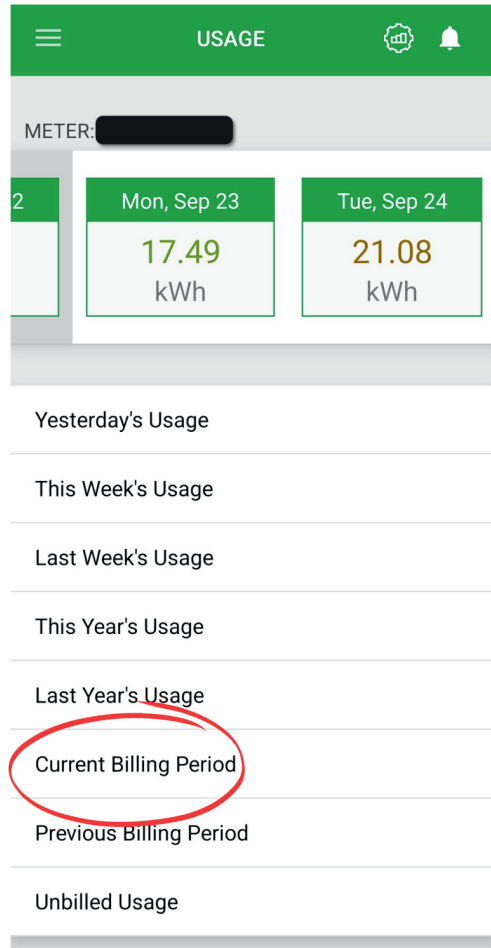 USAGE
METER:
2
Mon, Sep 23
Tue, Sep 24
17.49
21.08
kWh
kWh
Yesterday's Usage
This Week's Usage
Last Week's Usage
This Year's Usage
Last Year's Usage
Current Billing Period
Previous Billing Period
Unbilled Usage